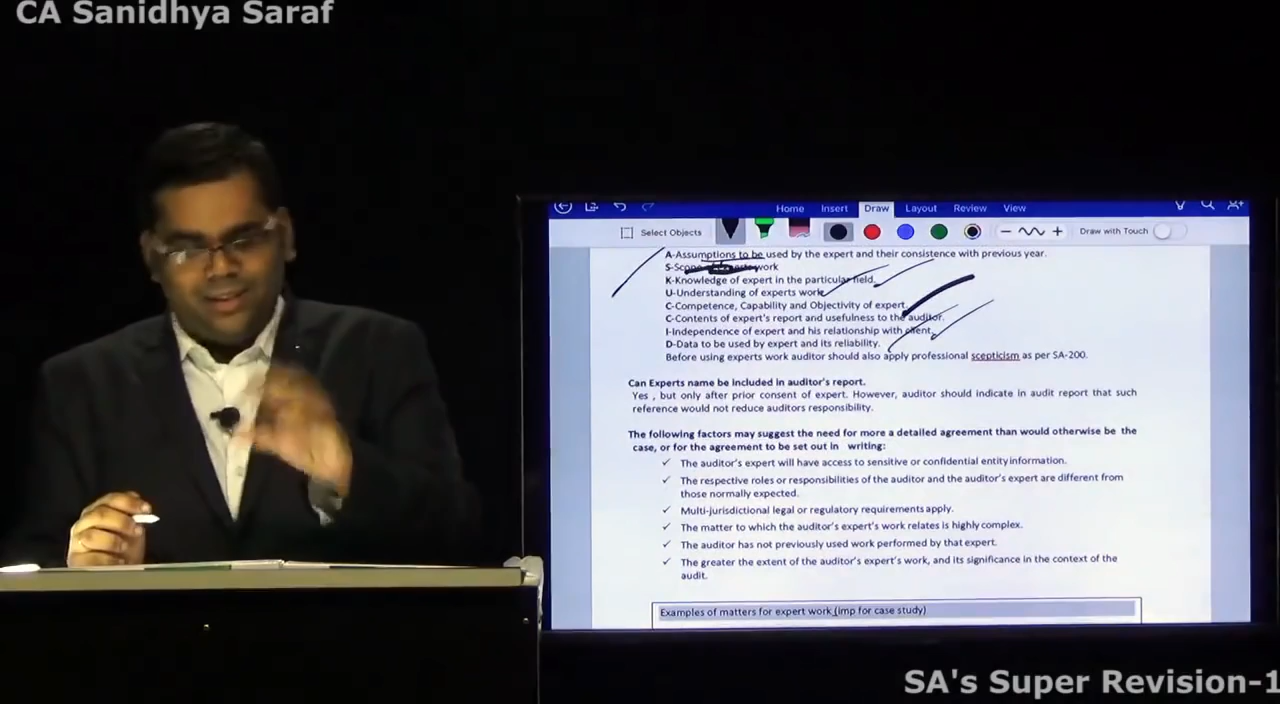 CA Sanidhya Saraf
Home Insert Draw Layout Review View
Select Objects
Draw with Touch
A-Assumptions to be used by the expert and their consistence with previous year.
S-Scope work
K-Knowledge of expert in the particular field.
U-Understanding of experts work
C-Competence, Capability and Objectivity of expert.
C-Contents of expert's report and usefulness to the auditor.
I-Independence of expert and his relationship with client.
D-Data to be used by expert and its reliability.
Before using experts work auditor should also apply professional scepticism as per SA-200.
Can Experts name be included in auditor's report.
Yes , but only after prior consent of expert. However, auditor should indicate in audit report that such
reference would not reduce auditors responsibility.
The following factors may suggest the need for more a detailed agreement than would otherwise be the
case, or for the agreement to be set out in writing:
✓ The auditor's expert will have access to sensitive or confidential entity information.
✓ The respective roles or responsibilities of the auditor and the auditor's expert are different from
those normally expected.
✓ Multi-jurisdictional legal or regulatory requirements apply.
✓ The matter to which the auditor's expert's work relates is highly complex.
✓ The auditor has not previously used work performed by that expert.
✓ The greater the extent of the auditor's expert's work, and its significance in the context of the
audit.
Examples of matters for expert work (imp for case study)
SA's Super Revision-1